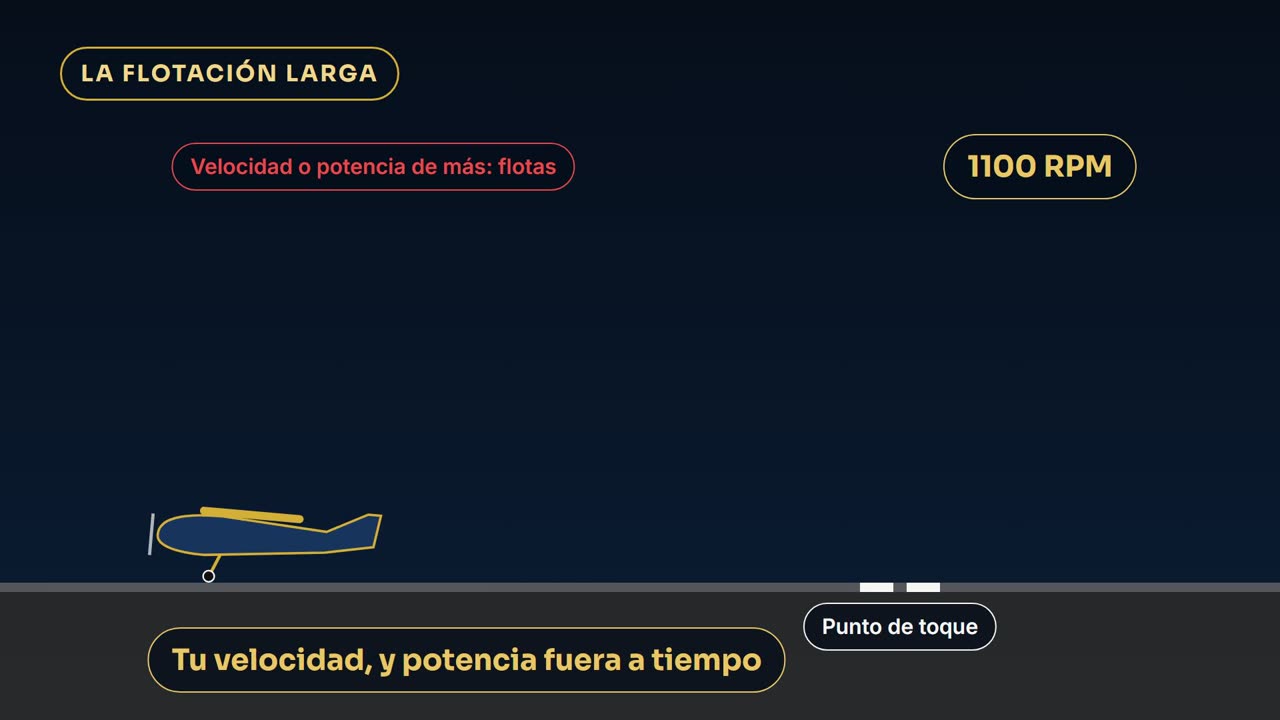 LA FLOTACIÓN LARGA
Velocidad o potencia de más: flotas
1100 RPM
Punto de toque
Tu velocidad, y potencia fuera a tiempo